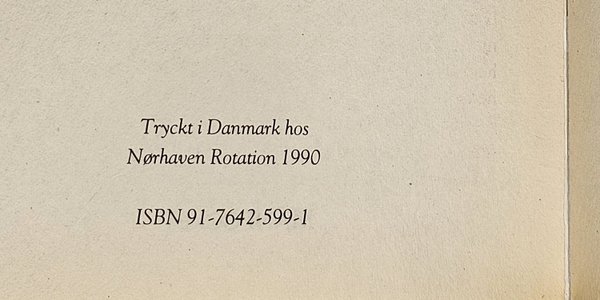 Tryckt i Danmark hos
Nørhaven Rotation 1990
ISBN 91-7642-599-1